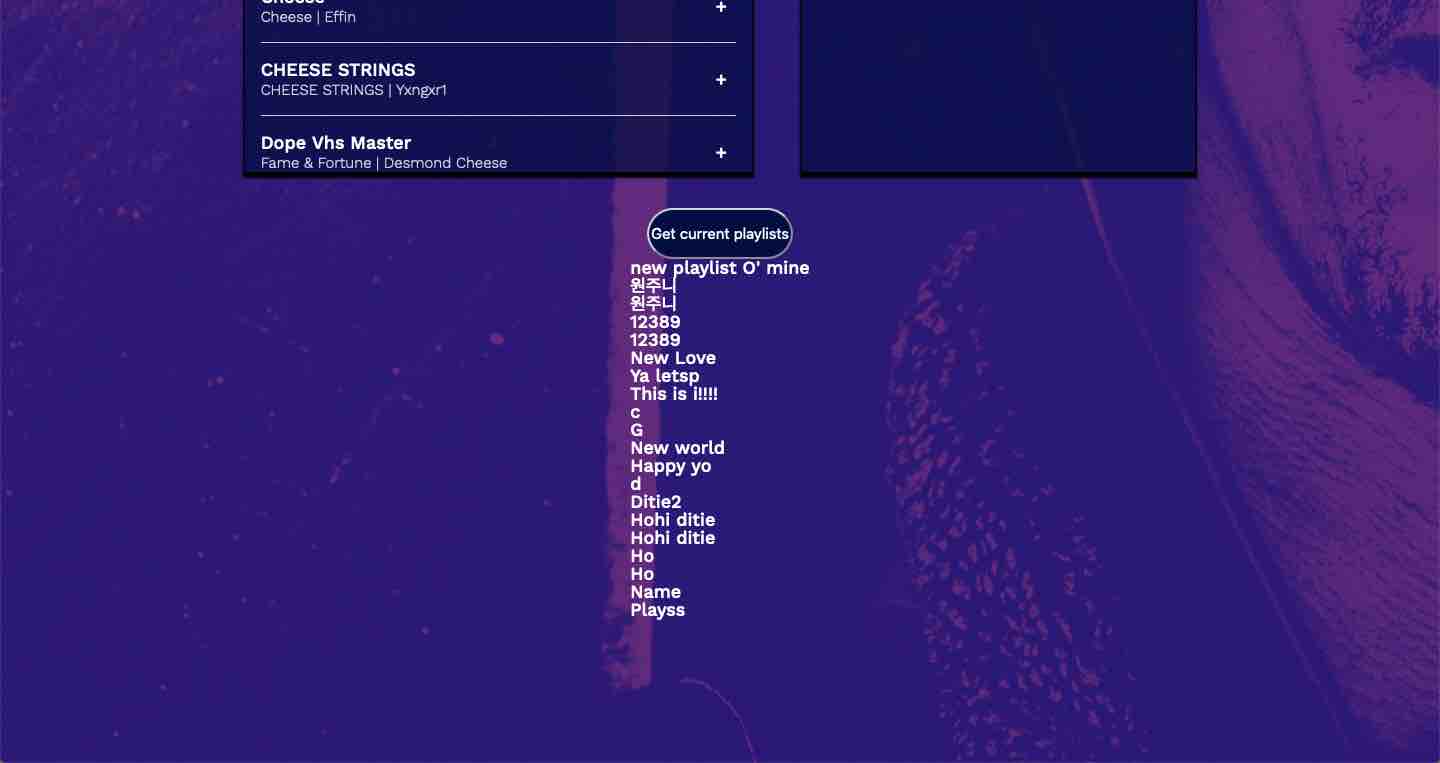 Cheese
Cheese | Effin
+
CHEESE STRINGS
CHEESE STRINGS | Yxngxr1
+
Dope Vhs Master
Fame & Fortune | Desmond Cheese
+
Get current playlists
new playlist O' mine
원주니
원주니
12389
12389
New Love
Ya letsp
This is i!!!!
c
G
New world
Happy yo
d
Ditie2
Hohi ditie
Hohi ditie
Ho
Ho
Name
Playss